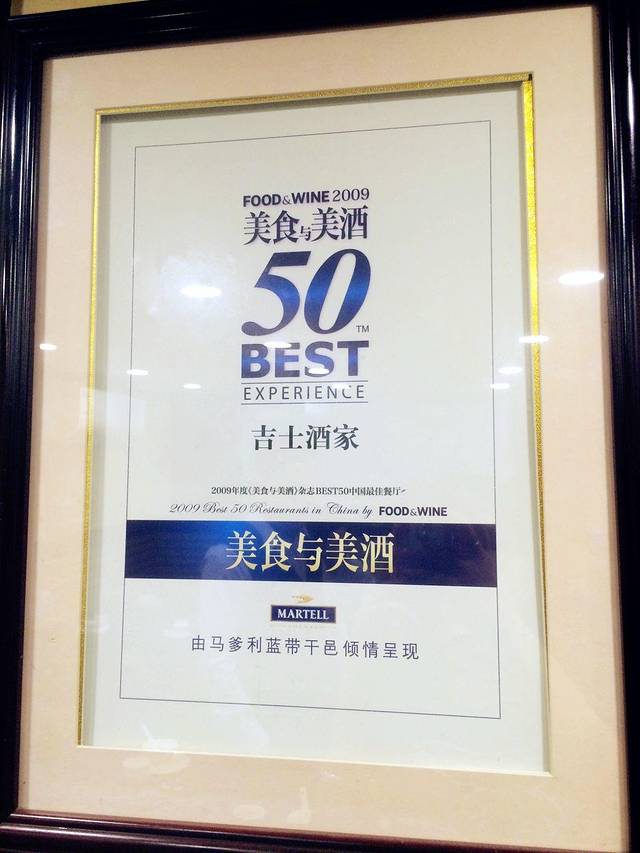 FOOD&WINE 2009
美食与美酒
50™
BEST
EXPERIENCE
吉士酒家
2009年度《美食与美酒》杂志BEST50中国最佳餐厅
2009 Best 50 Restaurants in China by FOOD&WINE
美食与美酒
MARTELL
由马爹利蓝带干邑倾情呈现